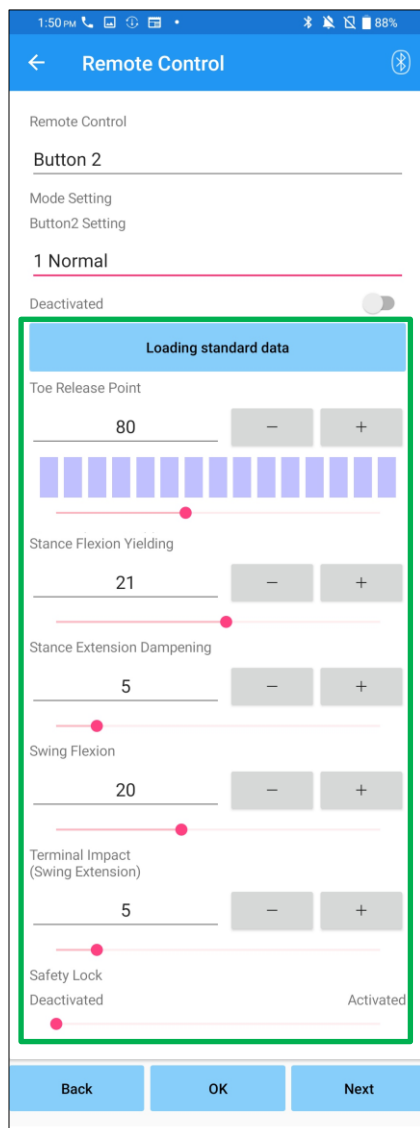 1:50 PM 88%
Remote Control
Remote Control
Button 2
Mode Setting
Button2 Setting
1 Normal
Deactivated
Loading standard data
Toe Release Point
80 − +
Stance Flexion Yielding
21 − +
Stance Extension Dampening
5 − +
Swing Flexion
20 − +
Terminal Impact
(Swing Extension)
5 − +
Safety Lock
Deactivated Activated
Back OK Next